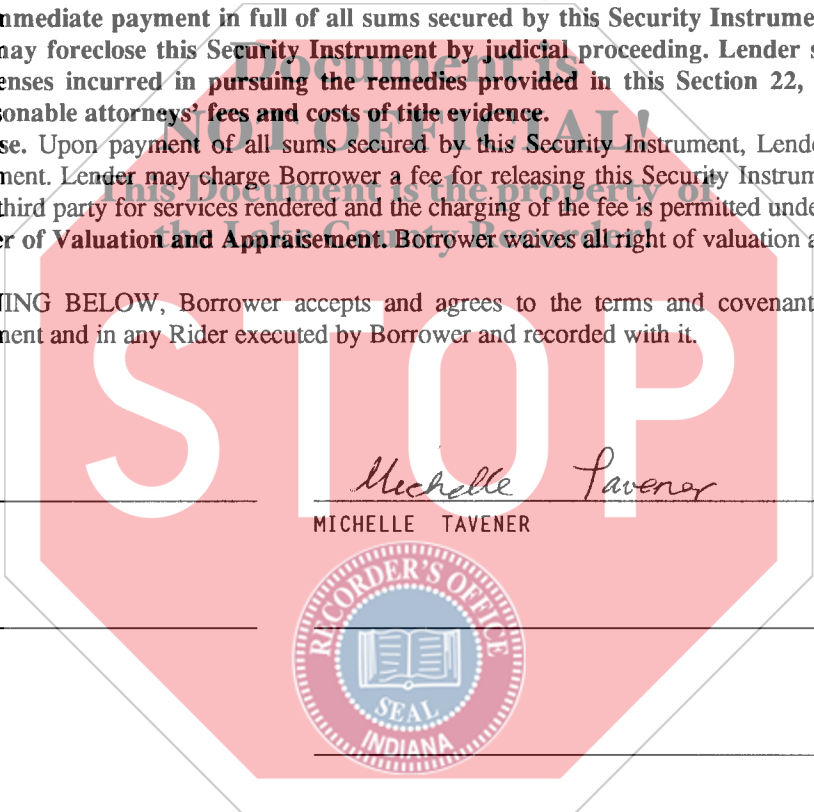 nmediate payment in full of all sums secured by this Security Instrume
nay foreclose this Security Instrument by judicial proceeding. Lender s
enses incurred in pursuing the remedies provided in this Section 22,
sonable attorneys' fees and costs of title evidence.
se. Upon payment of all sums secured by this Security Instrument, Lende
nent. Lender may charge Borrower a fee for releasing this Security Instrum
third party for services rendered and the charging of the fee is permitted unde
er of Valuation and Appraisement. Borrower waives all right of valuation a
NING BELOW, Borrower accepts and agrees to the terms and covenant
nent and in any Rider executed by Borrower and recorded with it.
Document is
NOT OFFICIAL!
This Document is the property of
the Lake County Recorder!
STOP
Michelle Tavener
MICHELLE TAVENER
RECORDER'S OFFICE
SEAL
INDIANA